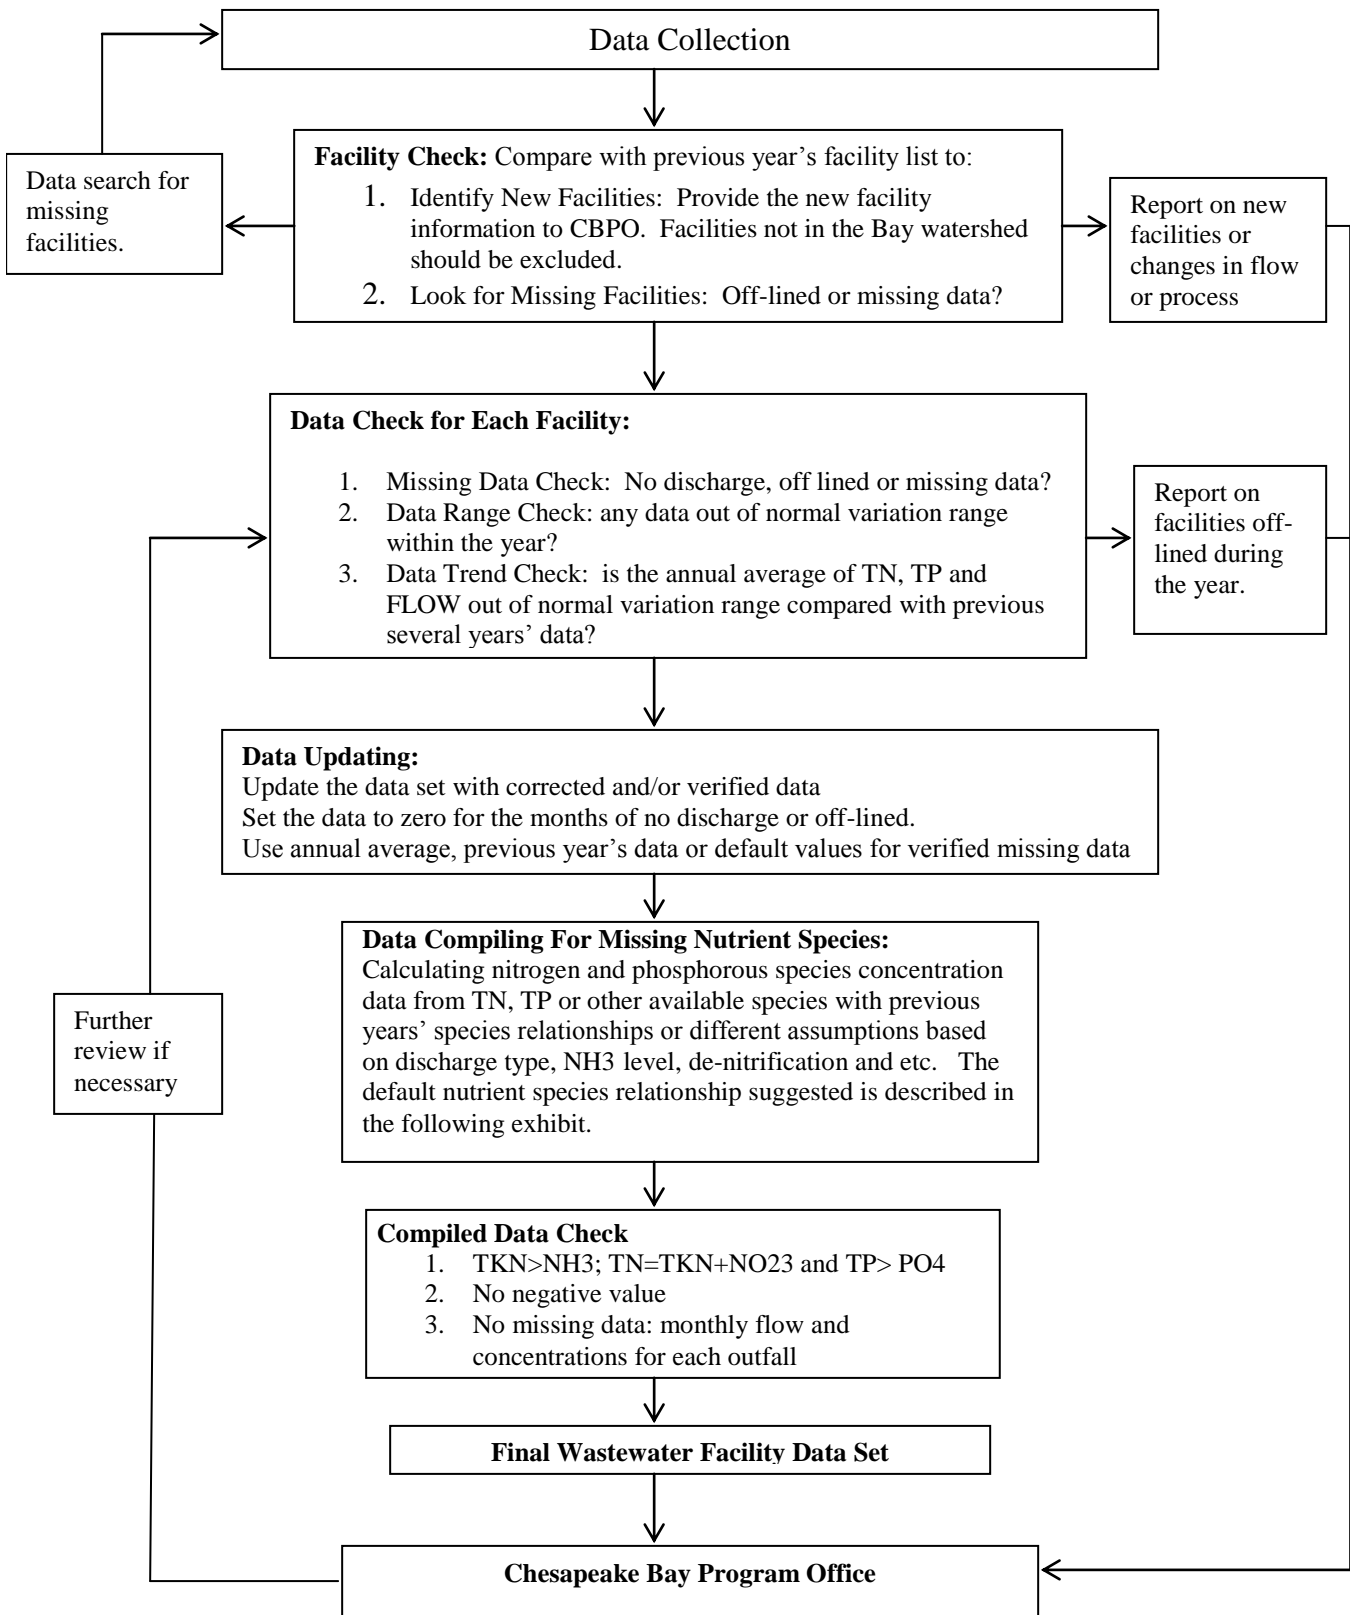 Data Collection
Data search for
missing
facilities.
Facility Check: Compare with previous year’s facility list to:
1. Identify New Facilities: Provide the new facility
information to CBPO. Facilities not in the Bay watershed
should be excluded.
2. Look for Missing Facilities: Off-lined or missing data?
Report on new
facilities or
changes in flow
or process
Data Check for Each Facility:
1. Missing Data Check: No discharge, off lined or missing data?
2. Data Range Check: any data out of normal variation range
within the year?
3. Data Trend Check: is the annual average of TN, TP and
FLOW out of normal variation range compared with previous
several years’ data?
Report on
facilities off-
lined during
the year.
Data Updating:
Update the data set with corrected and/or verified data
Set the data to zero for the months of no discharge or off-lined.
Use annual average, previous year’s data or default values for verified missing data
Data Compiling For Missing Nutrient Species:
Calculating nitrogen and phosphorous species concentration
data from TN, TP or other available species with previous
years’ species relationships or different assumptions based
on discharge type, NH3 level, de-nitrification and etc. The
default nutrient species relationship suggested is described in
the following exhibit.
Further
review if
necessary
Compiled Data Check
1. TKN>NH3; TN=TKN+NO23 and TP> PO4
2. No negative value
3. No missing data: monthly flow and
concentrations for each outfall
Final Wastewater Facility Data Set
Chesapeake Bay Program Office